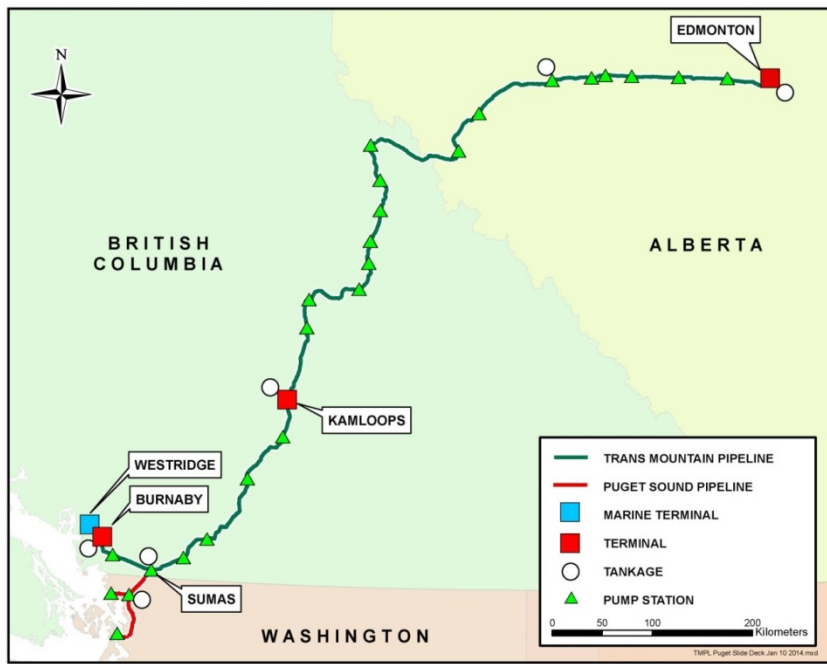 N
EDMONTON
BRITISH
COLUMBIA
ALBERTA
KAMLOOPS
WESTRIDGE
BURNABY
SUMAS
WASHINGTON
TRANS MOUNTAIN PIPELINE
PUGET SOUND PIPELINE
MARINE TERMINAL
TERMINAL
TANKAGE
PUMP STATION
0 50 100 200
Kilometers
TMPL Puget Slide Deck Jan 10 2014.mxd